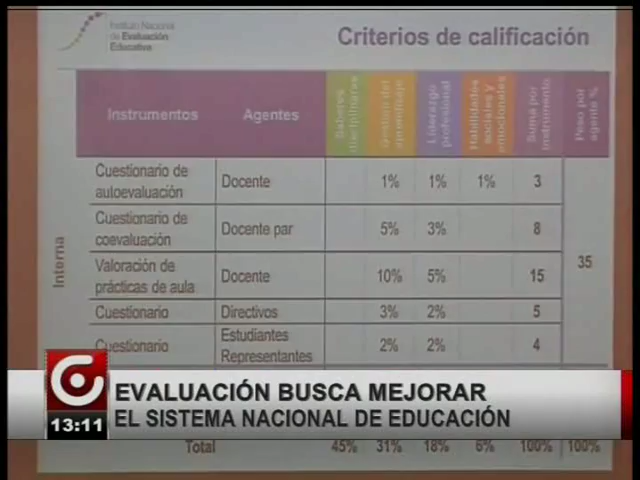 Instituto Nacional
de Evaluación
Educativa
Criterios de calificación
Instrumentos Agentes Saberes disciplinares Gestión del aprendizaje Liderazgo profesional Habilidades sociales y emocionales Suma por instrumento Peso por agente %
Interna
Cuestionario de autoevaluación Docente 1% 1% 1% 3
Cuestionario de coevaluación Docente par 5% 3% 8
35
Valoración de prácticas de aula Docente 10% 5% 15
Cuestionario Directivos 3% 2% 5
Cuestionario Estudiantes Representantes 2% 2% 4
EVALUACIÓN BUSCA MEJORAR
EL SISTEMA NACIONAL DE EDUCACIÓN
13:11
Total 45% 31% 18% 6% 100% 100%